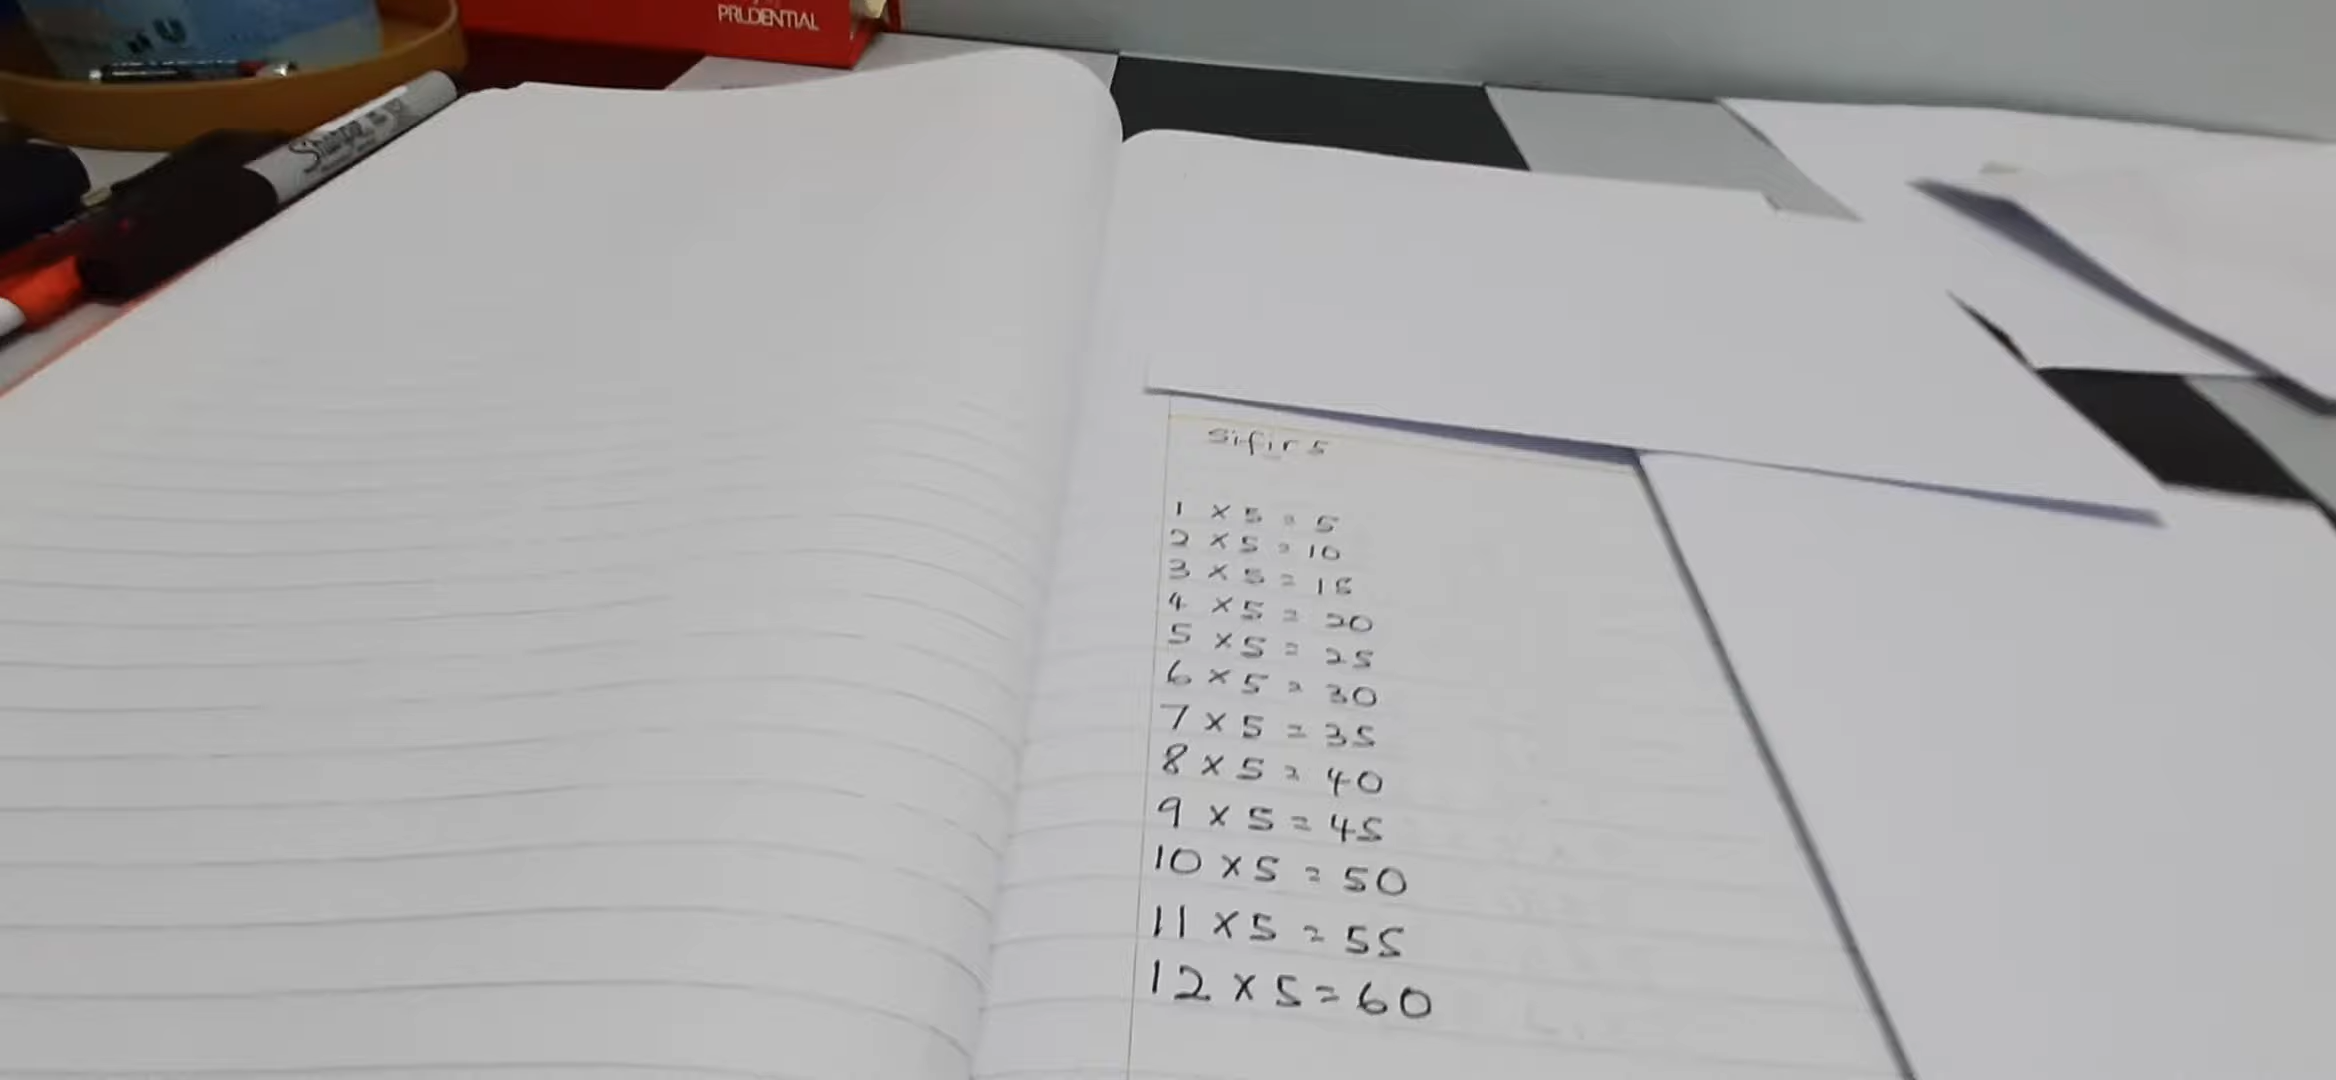 PRUDENTIAL
Sharpie
Sifir 5
1 × 5 = 5
2 × 5 = 10
3 × 5 = 15
4 × 5 = 20
5 × 5 = 25
6 × 5 = 30
7 × 5 = 35
8 × 5 = 40
9 × 5 = 45
10 × 5 = 50
11 × 5 = 55
12 × 5 = 60